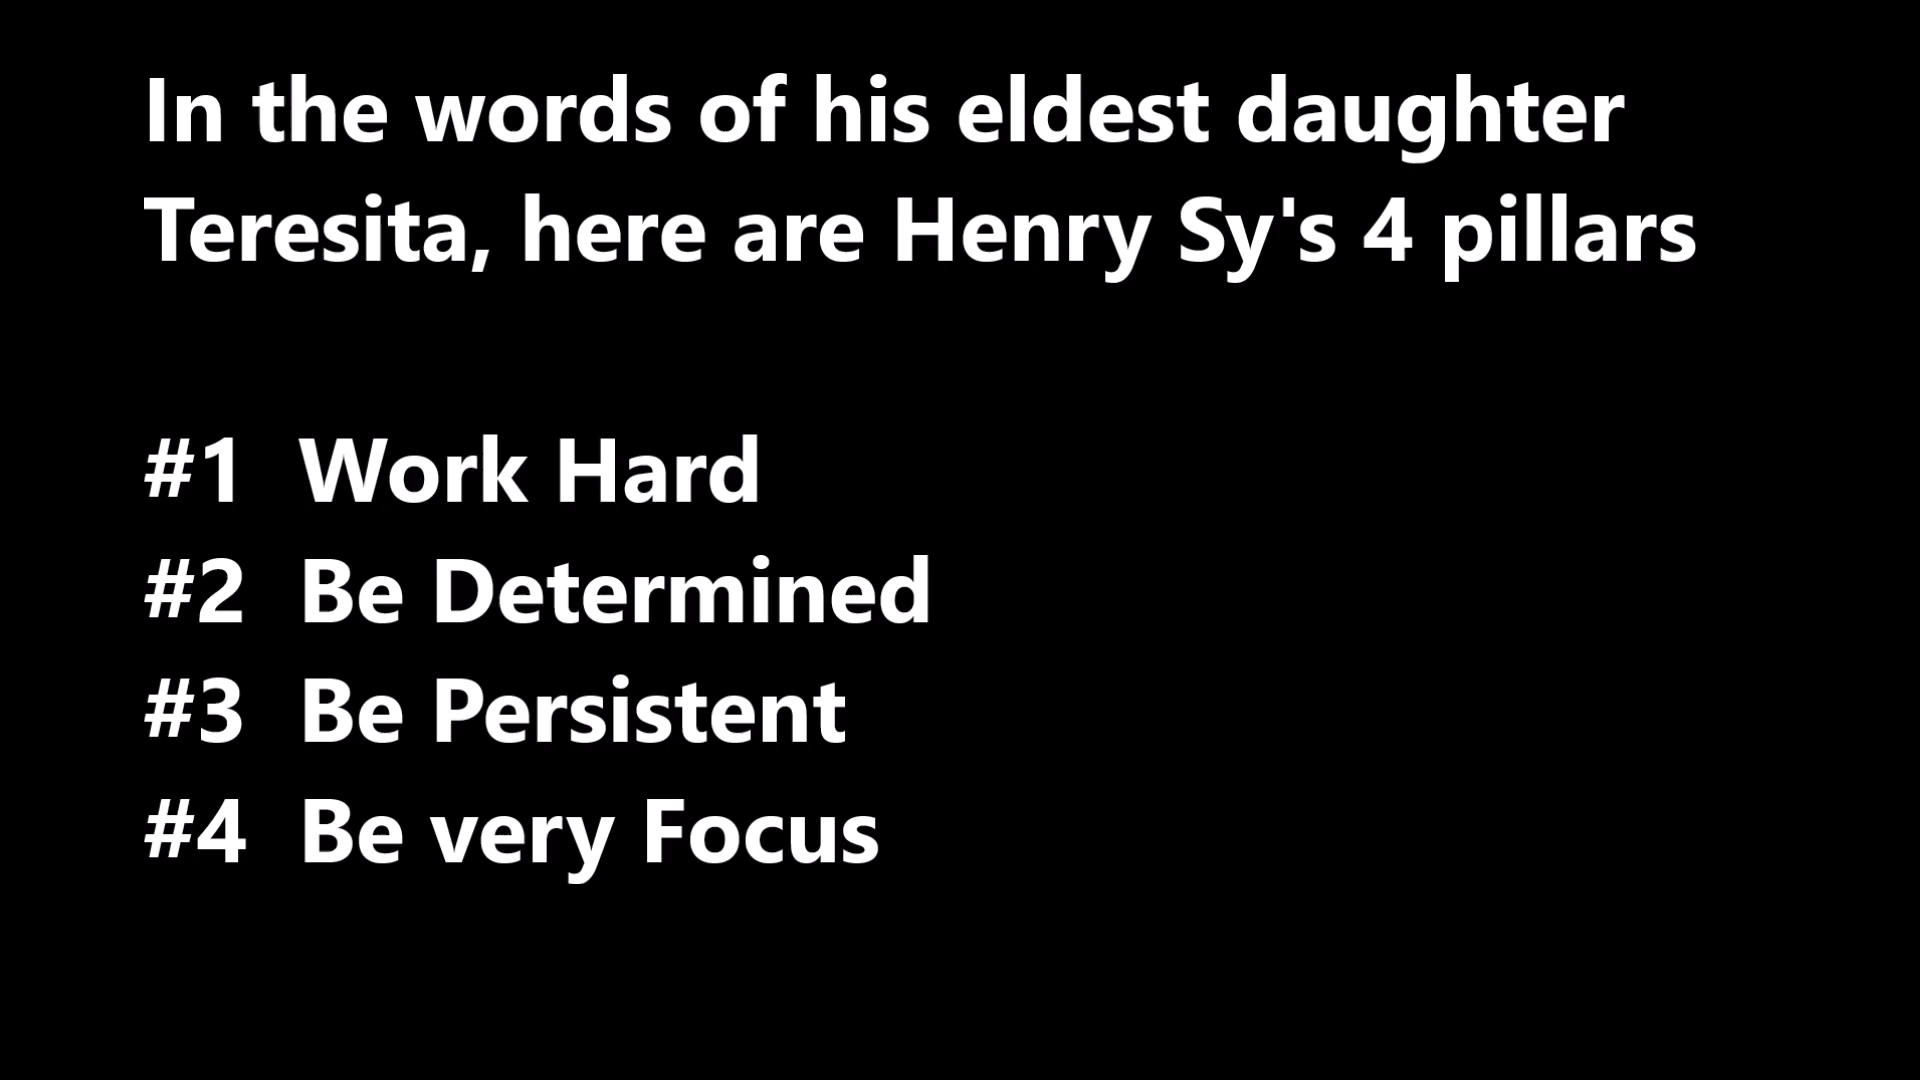 In the words of his eldest daughter
Teresita, here are Henry Sy's 4 pillars
#1 Work Hard
#2 Be Determined
#3 Be Persistent
#4 Be very Focus